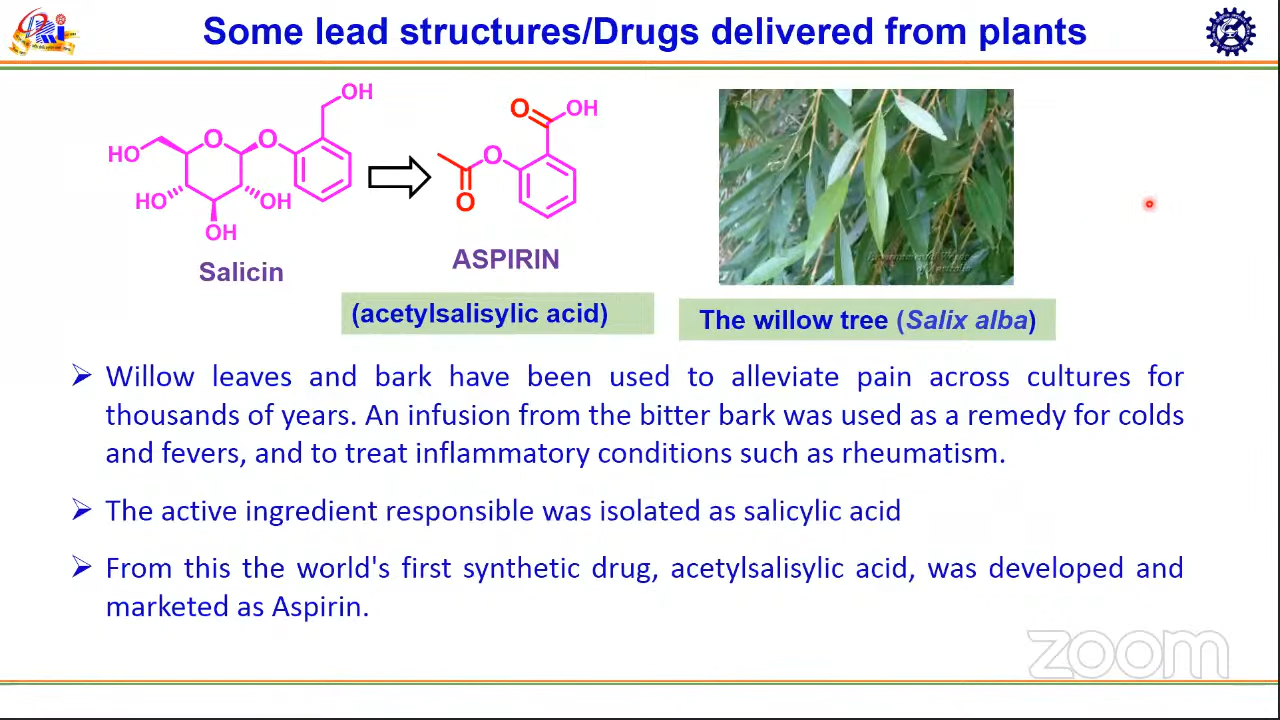 Some lead structures/Drugs delivered from plants
OH
O
OH
HO
O
O
O
HO
OH
O
OH
ASPIRIN
Salicin
(acetylsalisylic acid)
The willow tree (Salix alba)
➢ Willow leaves and bark have been used to alleviate pain across cultures for
thousands of years. An infusion from the bitter bark was used as a remedy for colds
and fevers, and to treat inflammatory conditions such as rheumatism.
➢ The active ingredient responsible was isolated as salicylic acid
➢ From this the world's first synthetic drug, acetylsalisylic acid, was developed and
marketed as Aspirin.
zoom